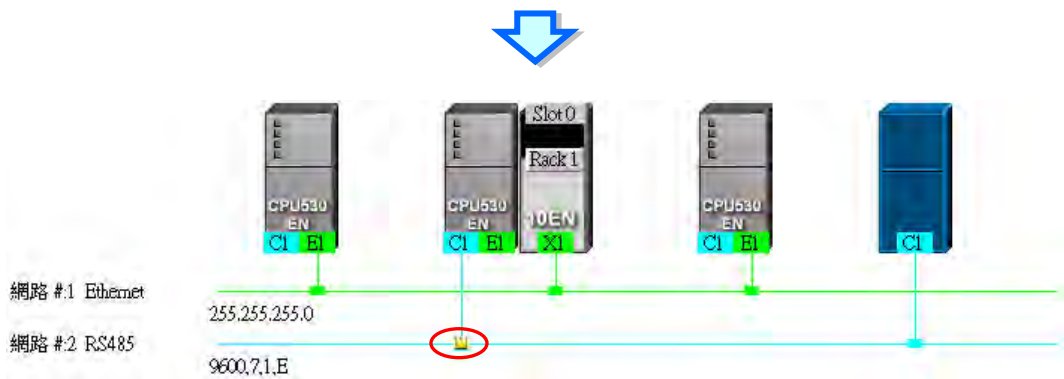 Slot 0
Rack 1
CPU530
EN
CPU530
EN
10EN
CPU530
EN
C1 E1
C1 E1
X1
C1 E1
C1
網路 #:1 Ethernet
255.255.255.0
網路 #:2 RS485
9600,7,1,E